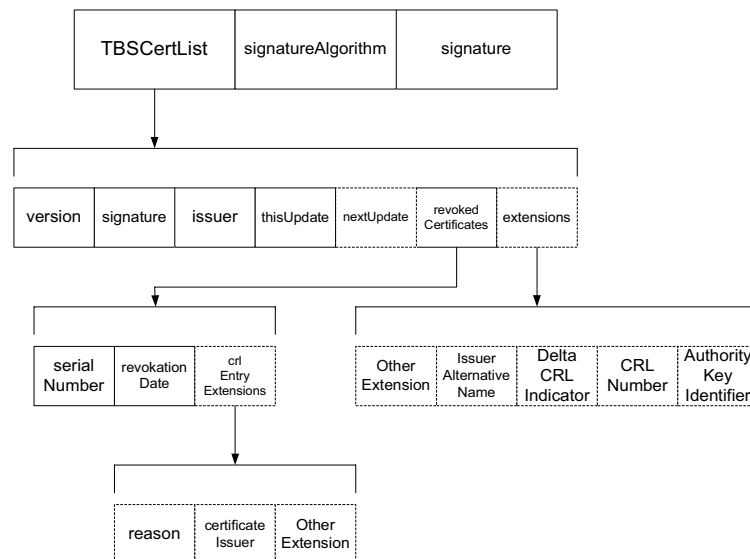 TBSCertList
signatureAlgorithm
signature
version
signature
issuer
thisUpdate
nextUpdate
revoked
Certificates
extensions
serial
Number
revokation
Date
crl
Entry
Extensions
Other
Extension
Issuer
Alternative
Name
Delta
CRL
Indicator
CRL
Number
Authority
Key
Identifier
reason
certificate
Issuer
Other
Extension